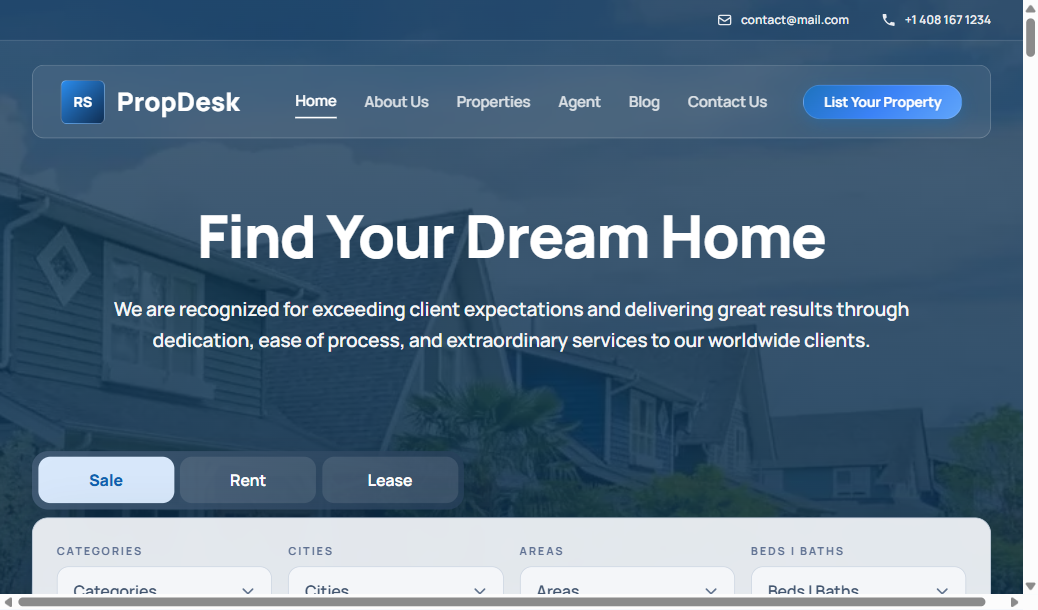 contact@mail.com +1 408 167 1234
RS PropDesk Home About Us Properties Agent Blog Contact Us List Your Property
Find Your Dream Home
We are recognized for exceeding client expectations and delivering great results through
dedication, ease of process, and extraordinary services to our worldwide clients.
Sale Rent Lease
CATEGORIES CITIES AREAS BEDS | BATHS
Categories Cities Areas Beds | Baths